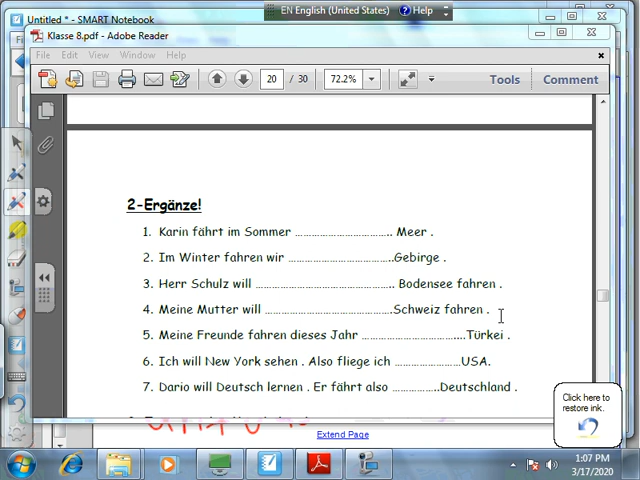 Untitled * - SMART Notebook
EN English (United States) Help
Klasse 8.pdf - Adobe Reader
File Edit View Window Help
20 / 30 72.2% Tools Comment
2-Ergänze!
1. Karin fährt im Sommer ………………………….. Meer .
2. Im Winter fahren wir ……………………………..Gebirge .
3. Herr Schulz will ……………………………………… Bodensee fahren .
4. Meine Mutter will …………………………………….Schweiz fahren .
5. Meine Freunde fahren dieses Jahr ……………………………....Türkei .
6. Ich will New York sehen . Also fliege ich ………………….USA.
7. Dario will Deutsch lernen . Er fährt also ……………..Deutschland .
Click here to
restore ink.
Extend Page
1:07 PM
3/17/2020